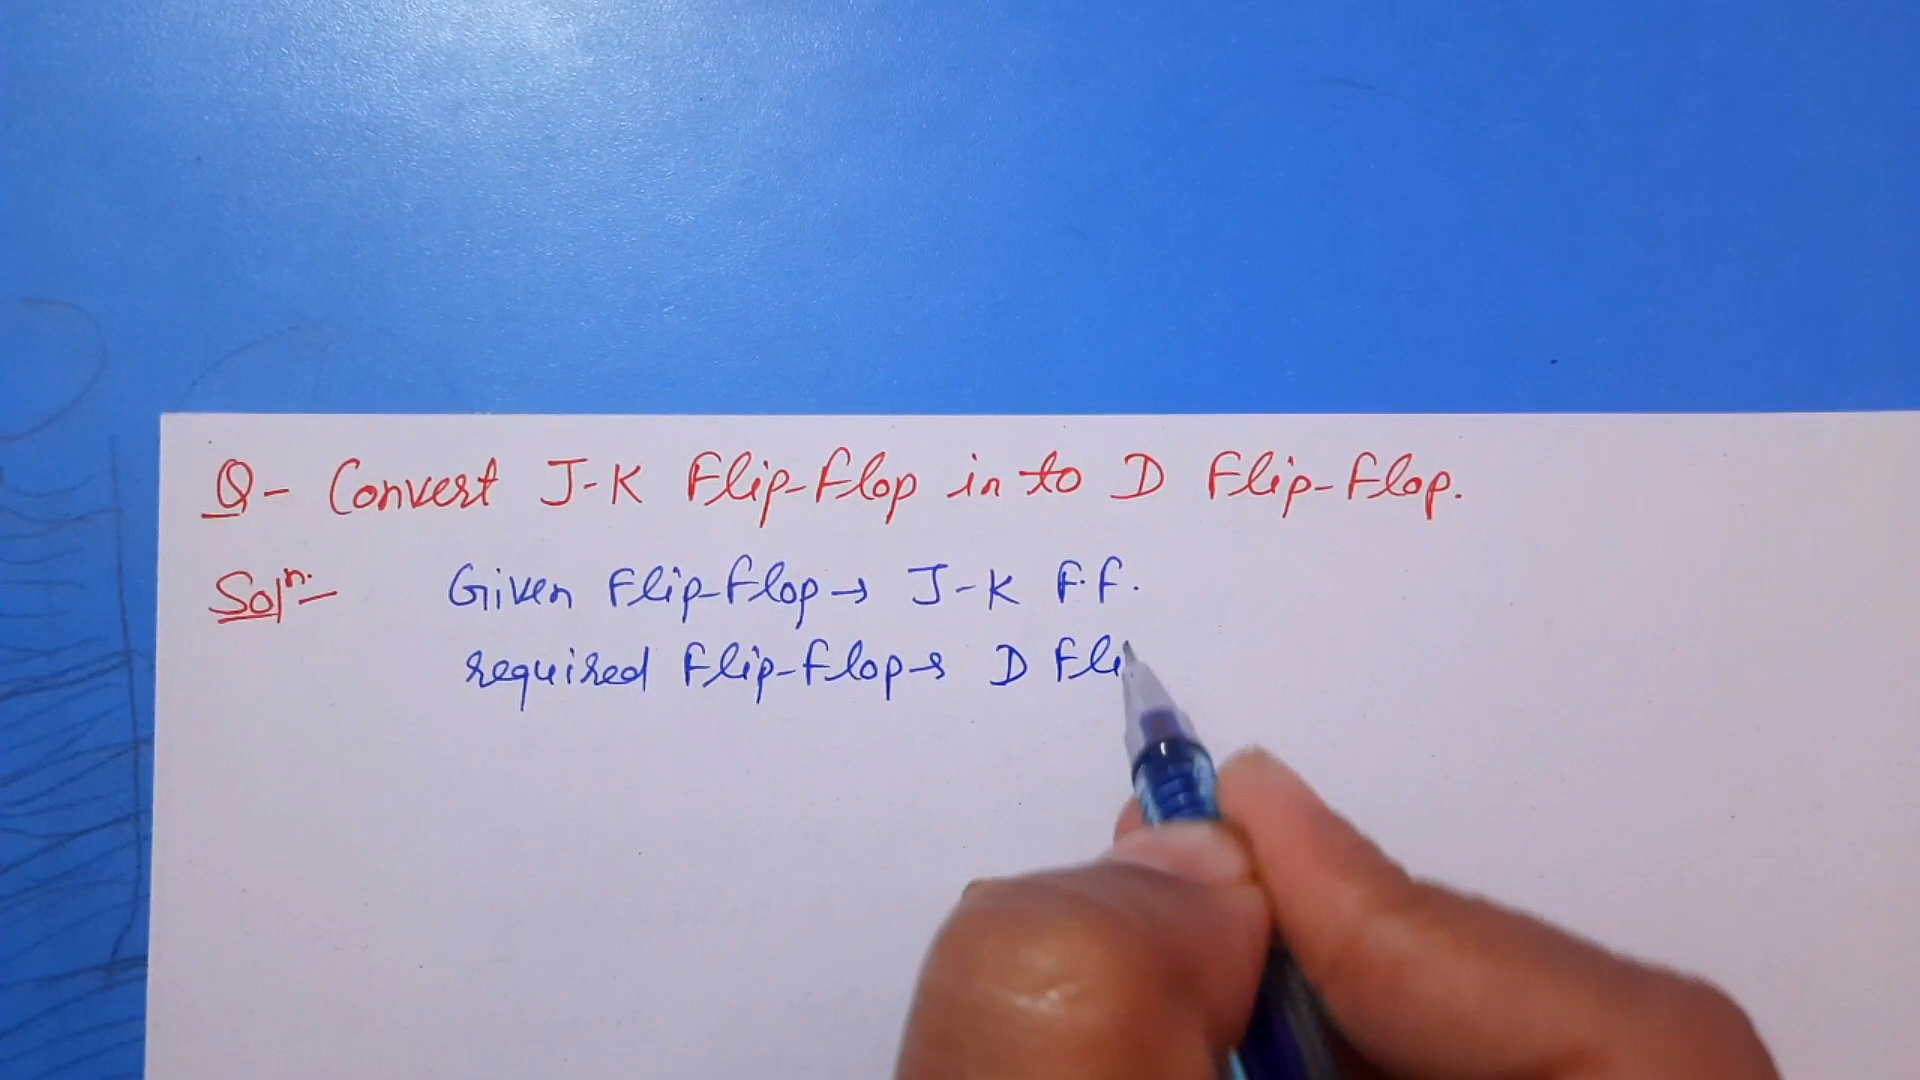 Q- Convert J-K Flip-flop in to D Flip-flop.
Solⁿ.- Given Flip-flop → J-K F.F.
required Flip-flop → D Fli